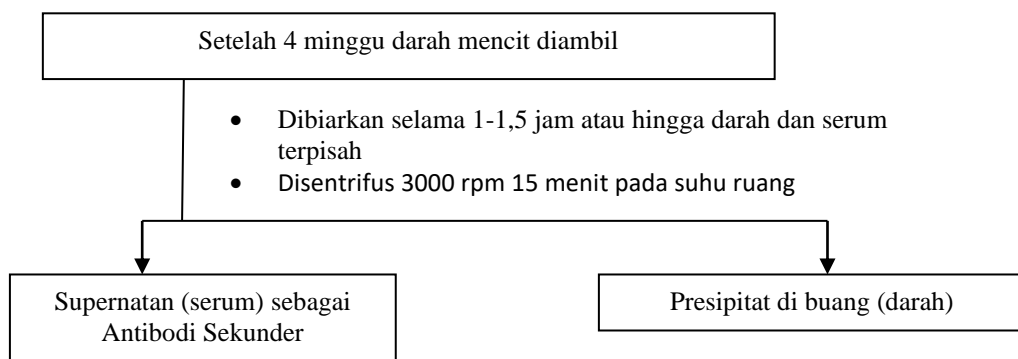 Setelah 4 minggu darah mencit diambil
• Dibiarkan selama 1-1,5 jam atau hingga darah dan serum
terpisah
• Disentrifus 3000 rpm 15 menit pada suhu ruang
Supernatan (serum) sebagai
Antibodi Sekunder
Presipitat di buang (darah)